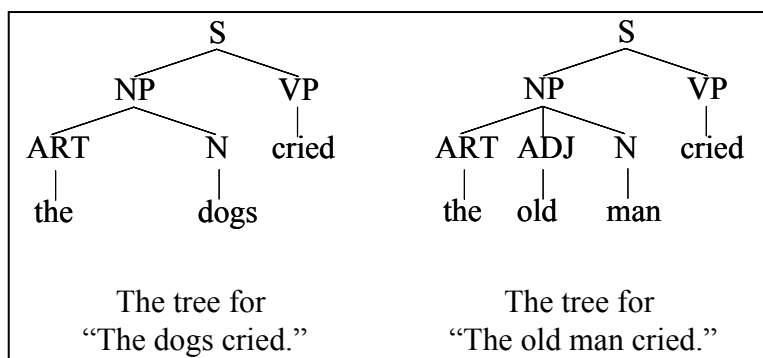 S S
NP VP NP VP
ART N cried ART ADJ N cried
the dogs the old man
The tree for
“The dogs cried.”
The tree for
“The old man cried.”